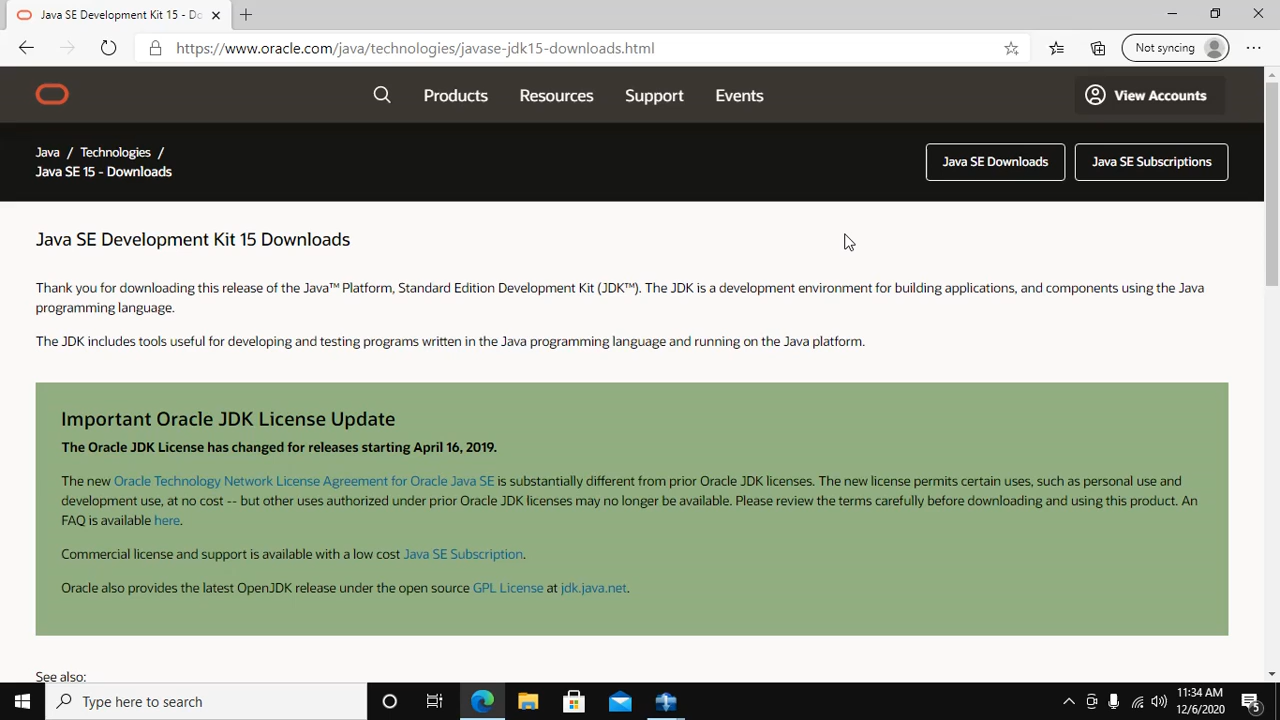 Java SE Development Kit 15 - Do
https://www.oracle.com/java/technologies/javase-jdk15-downloads.html
Not syncing
Products Resources Support Events
View Accounts
Java / Technologies /
Java SE 15 - Downloads
Java SE Downloads
Java SE Subscriptions
Java SE Development Kit 15 Downloads
Thank you for downloading this release of the Java™ Platform, Standard Edition Development Kit (JDK™). The JDK is a development environment for building applications, and components using the Java
programming language.
The JDK includes tools useful for developing and testing programs written in the Java programming language and running on the Java platform.
Important Oracle JDK License Update
The Oracle JDK License has changed for releases starting April 16, 2019.
The new Oracle Technology Network License Agreement for Oracle Java SE is substantially different from prior Oracle JDK licenses. The new license permits certain uses, such as personal use and
development use, at no cost -- but other uses authorized under prior Oracle JDK licenses may no longer be available. Please review the terms carefully before downloading and using this product. An
FAQ is available here.
Commercial license and support is available with a low cost Java SE Subscription.
Oracle also provides the latest OpenJDK release under the open source GPL License at jdk.java.net.
See also:
Type here to search
11:34 AM
12/6/2020
5